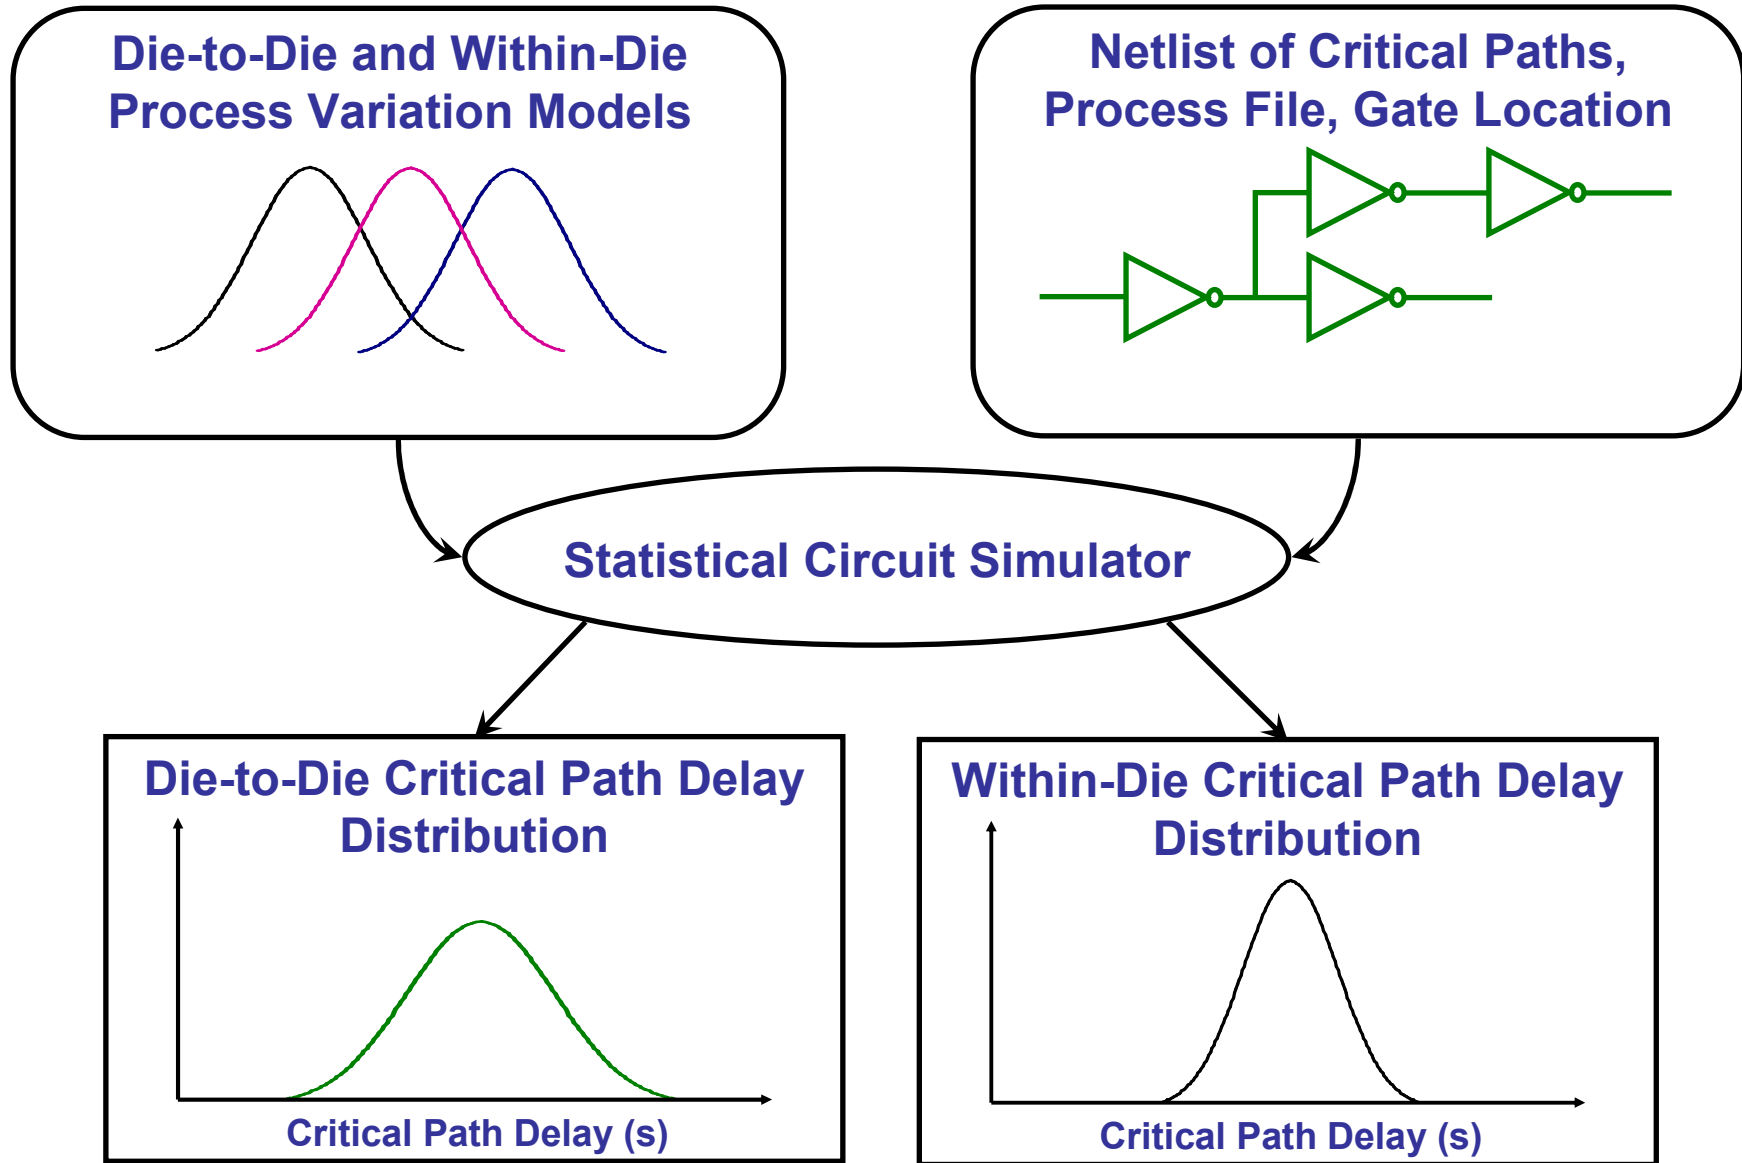 Die-to-Die and Within-Die
Process Variation Models
Netlist of Critical Paths,
Process File, Gate Location
Statistical Circuit Simulator
Die-to-Die Critical Path Delay
Distribution
Critical Path Delay (s)
Within-Die Critical Path Delay
Distribution
Critical Path Delay (s)